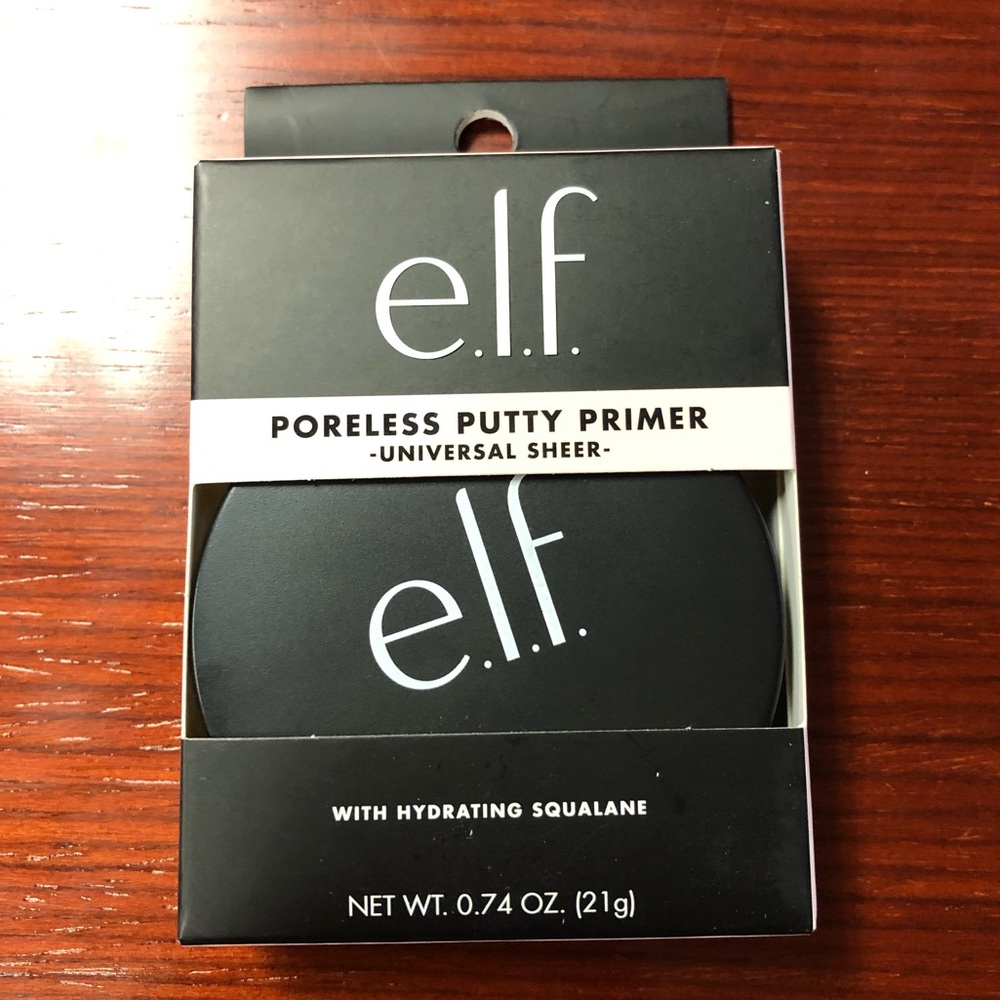 e.l.f.
PORELESS PUTTY PRIMER
-UNIVERSAL SHEER-
e.l.f.
WITH HYDRATING SQUALANE
NET WT. 0.74 OZ. (21g)